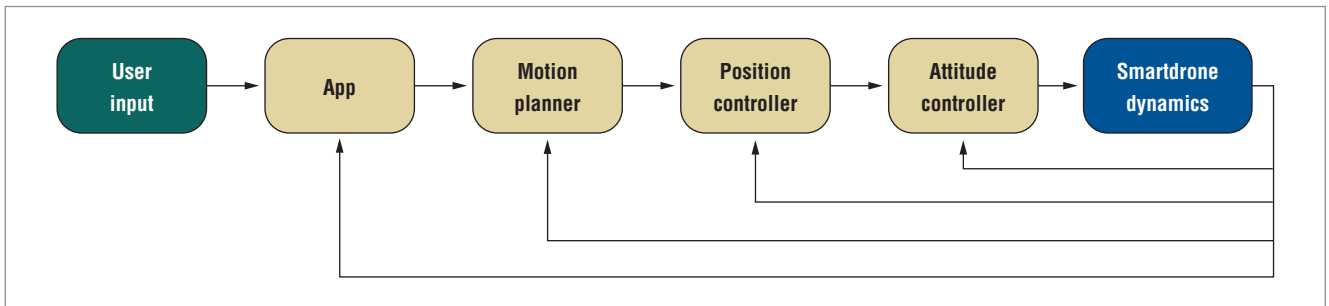 User
input
App
Motion
planner
Position
controller
Attitude
controller
Smartdrone
dynamics